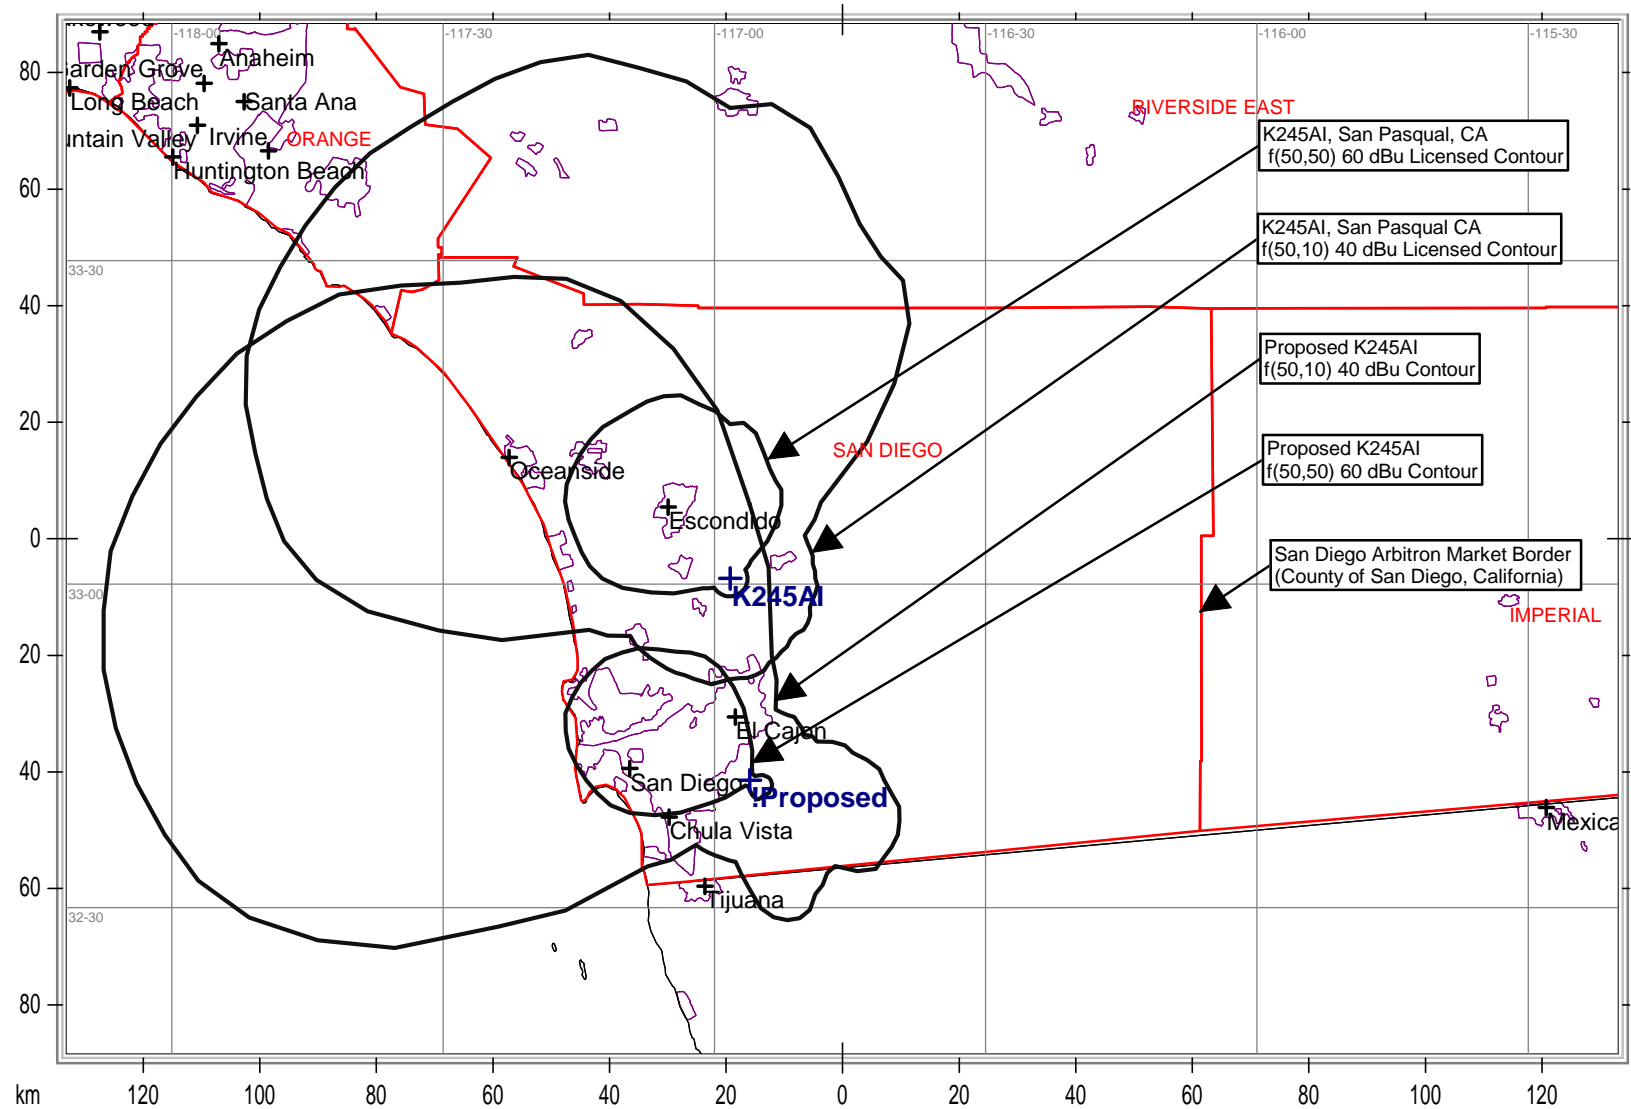 -118-00
-117-30
-117-00
-116-30
-116-00
-115-30
Anaheim
Garden Grove
Long Beach
Santa Ana
untain Valley
Irvine
ORANGE
Huntington Beach
RIVERSIDE EAST
K245AI, San Pasqual, CA
f(50,50) 60 dBu Licensed Contour
K245AI, San Pasqual CA
f(50,10) 40 dBu Licensed Contour
33-30
Proposed K245AI
f(50,10) 40 dBu Contour
SAN DIEGO
Proposed K245AI
f(50,50) 60 dBu Contour
Oceanside
Escondido
San Diego Arbitron Market Border
(County of San Diego, California)
33-00
K245AI
IMPERIAL
El Cajon
San Diego
!Proposed
Chula Vista
Mexica
Tijuana
32-30
80
60
40
20
0
20
40
60
80
km
120
100
80
60
40
20
0
20
40
60
80
100
120